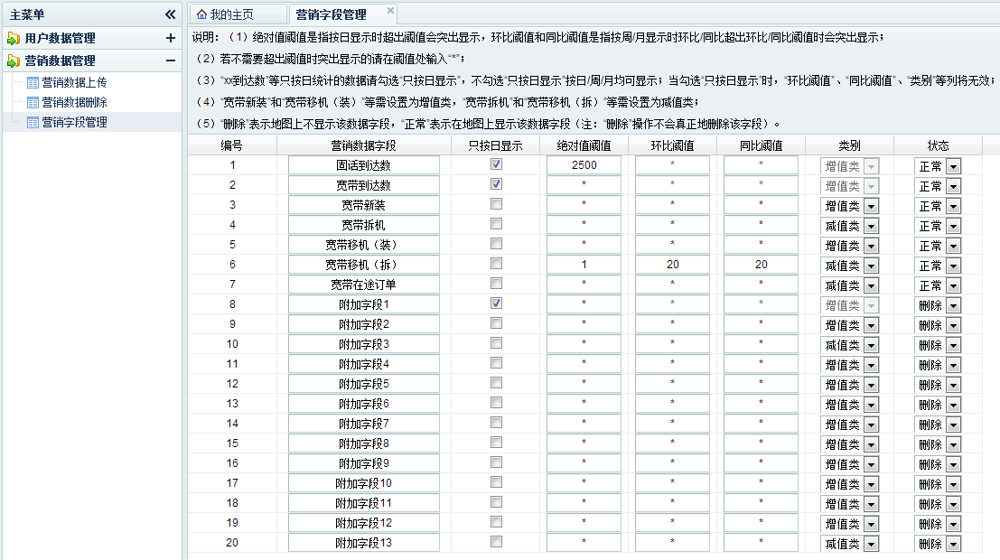 主菜单
用户数据管理
营销数据管理
营销数据上传
营销数据删除
营销字段管理
我的主页 营销字段管理
说明：（1）绝对值阈值是指按日显示时超出阈值会突出显示，环比阈值和同比阈值是指按周/月显示时环比/同比超出环比/同比阈值时会突出显示；
（2）若不需要超出阈值时突出显示的请在阈值处输入“*”；
（3）“xx到达数”等只按日统计的数据请勾选“只按日显示”，不勾选“只按日显示”按日/周/月均可显示；当勾选“只按日显示”时，“环比阈值”、“同比阈值”、“类别”等列将无效；
（4）“宽带新装”和“宽带移机（装）”等需设置为增值类，“宽带拆机”和“宽带移机（拆）”等需设置为减值类；
（5）“删除”表示地图上不显示该数据字段，“正常”表示在地图上显示该数据字段（注：“删除”操作不会真正地删除该字段）。
编号 营销数据字段 只按日显示 绝对值阈值 环比阈值 同比阈值 类别 状态
1 固话到达数 2500 * * 增值类 正常
2 宽带到达数 * * * 增值类 正常
3 宽带新装 * * * 增值类 正常
4 宽带拆机 * * * 减值类 正常
5 宽带移机（装） * * * 增值类 正常
6 宽带移机（拆） 1 20 20 减值类 正常
7 宽带在途订单 * * * 减值类 正常
8 附加字段1 * * * 增值类 删除
9 附加字段2 * * * 增值类 删除
10 附加字段3 * * * 减值类 删除
11 附加字段4 * * * 增值类 删除
12 附加字段5 * * * 增值类 删除
13 附加字段6 * * * 增值类 删除
14 附加字段7 * * * 增值类 删除
15 附加字段8 * * * 增值类 删除
16 附加字段9 * * * 增值类 删除
17 附加字段10 * * * 增值类 删除
18 附加字段11 * * * 增值类 删除
19 附加字段12 * * * 增值类 删除
20 附加字段13 * * * 减值类 删除